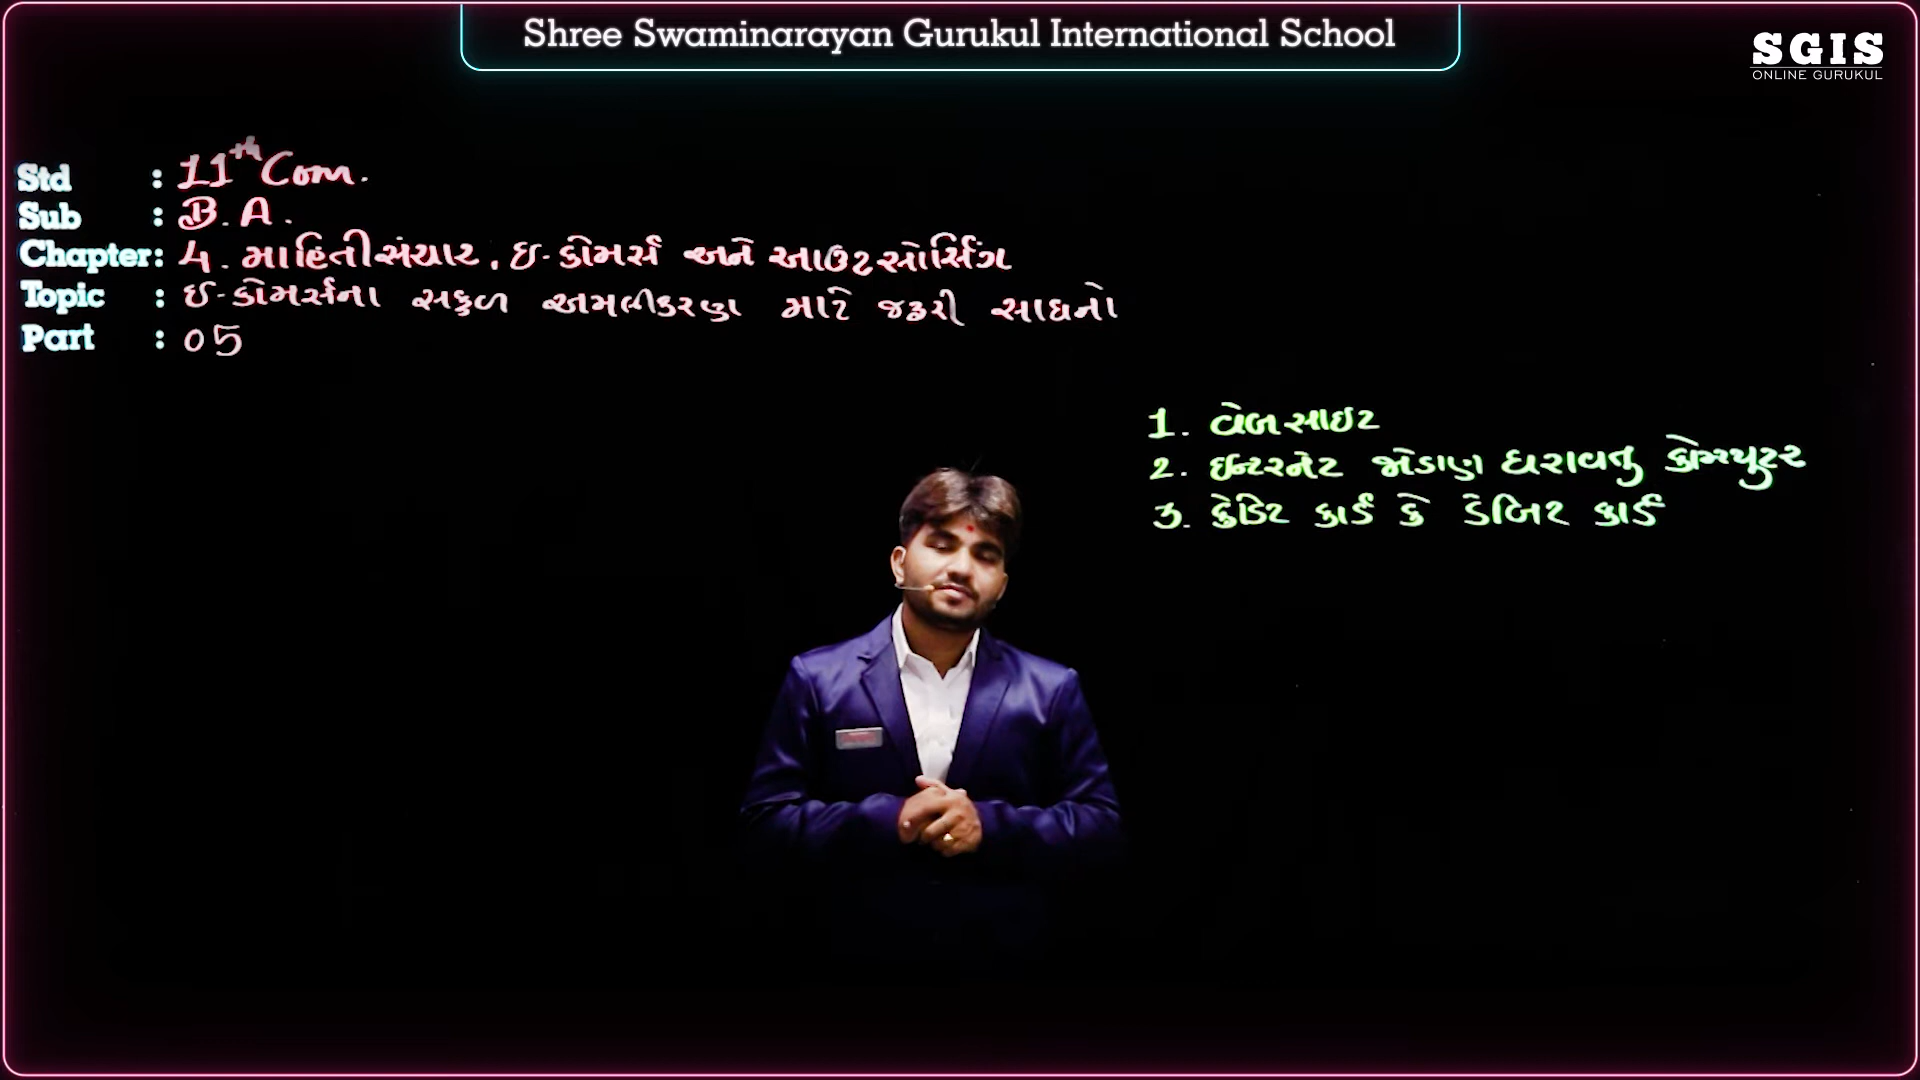 Shree Swaminarayan Gurukul International School
SGIS
ONLINE GURUKUL
Std : 11th Com.
Sub : B.A.
Chapter: 4. માહિતીસંચાર, ઇ-કોમર્સ અને આઉટસોર્સિંગ
Topic : ઇ-કોમર્સના સફળ અમલીકરણ માટે જરૂરી સાધનો
Part : 05
1. વેબસાઇટ
2. ઇન્ટરનેટ જોડાણ ધરાવતુ કોમ્પ્યુટર
3. ક્રેડિટ કાર્ડ કે ડેબિટ કાર્ડ